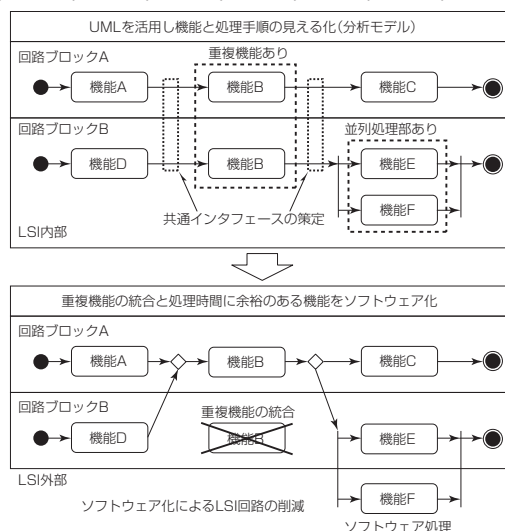 UMLを活用し機能と処理手順の見える化(分析モデル)
回路ブロックA
重複機能あり
機能A
機能B
機能C
回路ブロックB
並列処理部あり
機能D
機能B
機能E
機能F
共通インタフェースの策定
LSI内部
重複機能の統合と処理時間に余裕のある機能をソフトウェア化
回路ブロックA
機能A
機能B
機能C
回路ブロックB
重複機能の統合
機能D
機能B
機能E
LSI外部
機能F
ソフトウェア化によるLSI回路の削減
ソフトウェア処理